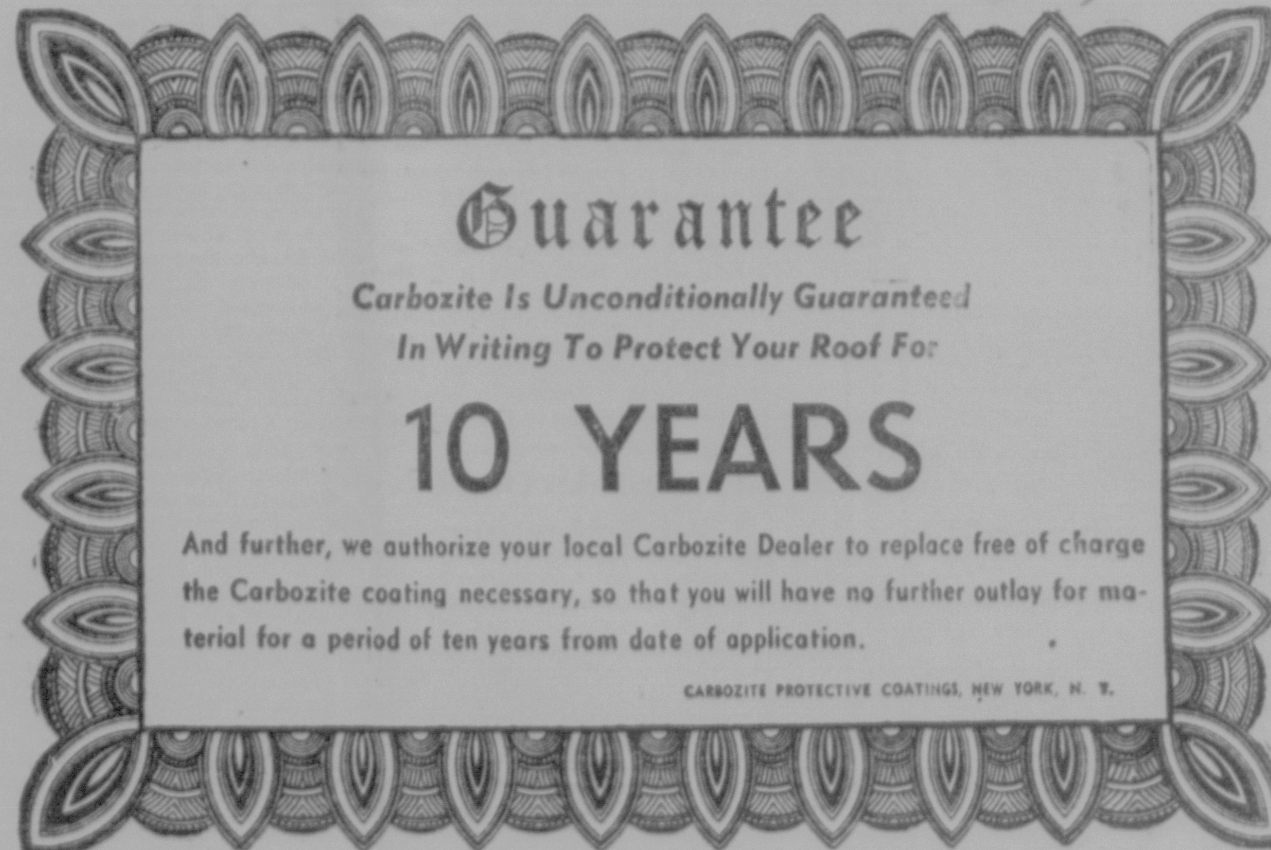 Guarantee
Carbozite Is Unconditionally Guaranteed
In Writing To Protect Your Roof For
10 YEARS
And further, we authorize your local Carbozite Dealer to replace free of charge
the Carbozite coating necessary, so that you will have no further outlay for ma-
terial for a period of ten years from date of application.
CARBOZITE PROTECTIVE COATINGS, NEW YORK, N. Y.